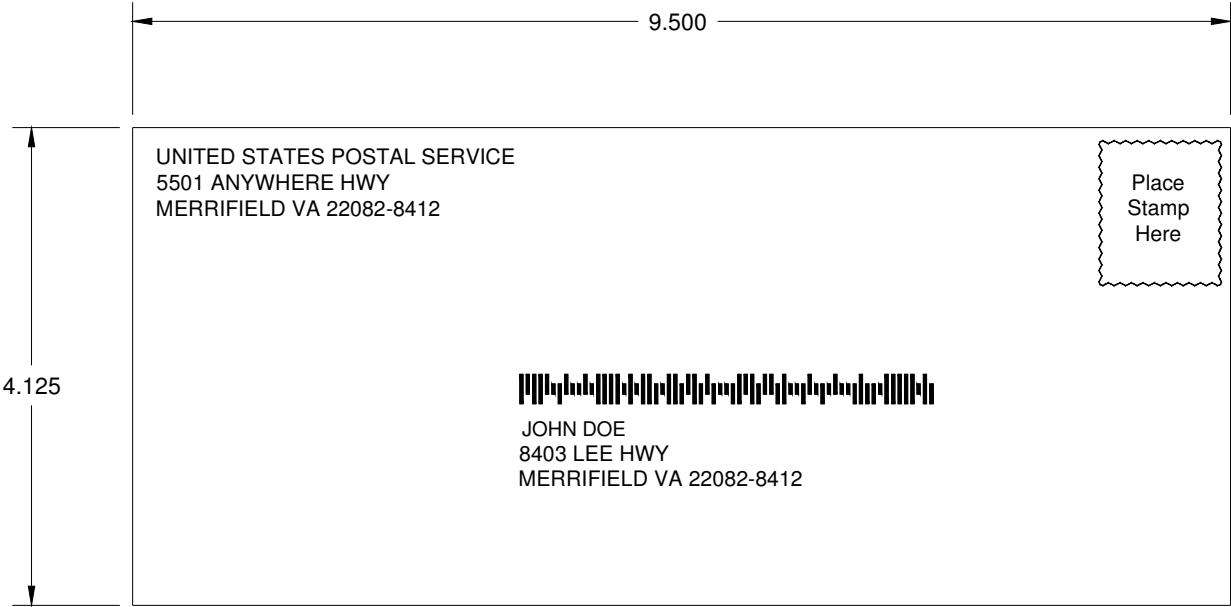 9.500
UNITED STATES POSTAL SERVICE
5501 ANYWHERE HWY
MERRIFIELD VA 22082-8412
Place
Stamp
Here
4.125
JOHN DOE
8403 LEE HWY
MERRIFIELD VA 22082-8412